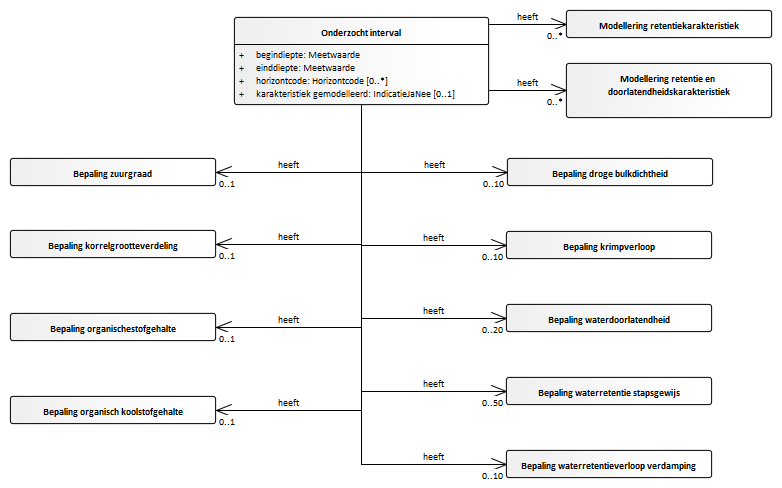 Onderzocht interval
+ begindiepte: Meetwaarde
+ einddiepte: Meetwaarde
+ horizontcode: Horizontcode [0..*]
+ karakteristiek gemodelleerd: IndicatieJaNee [0..1]
heeft
0..*
Modellering retentiekarakteristiek
heeft
0..*
Modellering retentie en
doorlatendheidskarakteristiek
Bepaling zuurgraad
heeft
0..1
heeft
0..10
Bepaling droge bulkdichtheid
Bepaling korrelgrootteverdeling
heeft
0..1
heeft
0..10
Bepaling krimpverloop
Bepaling organischestofgehalte
heeft
0..1
heeft
0..20
Bepaling waterdoorlatendheid
Bepaling organisch koolstofgehalte
heeft
0..1
heeft
0..50
Bepaling waterretentie stapsgewijs
heeft
0..10
Bepaling waterretentieverloop verdamping